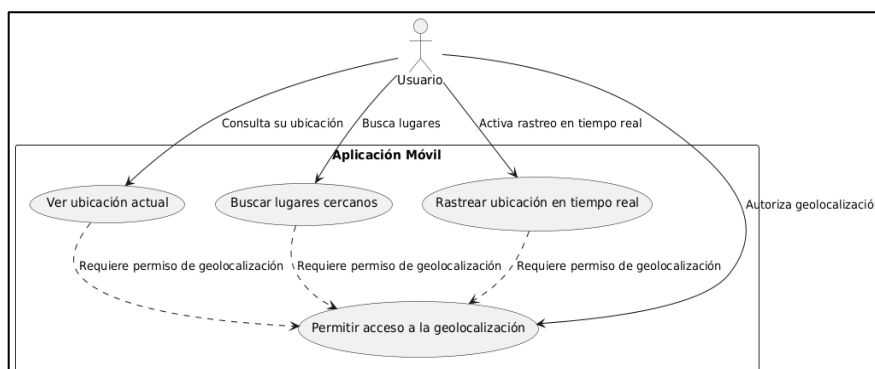 Usuario
Consulta su ubicación
Busca lugares
Activa rastreo en tiempo real
Aplicación Móvil
Ver ubicación actual
Buscar lugares cercanos
Rastrear ubicación en tiempo real
Autoriza geolocalización
Requiere permiso de geolocalización
Requiere permiso de geolocalización
Requiere permiso de geolocalización
Permitir acceso a la geolocalización